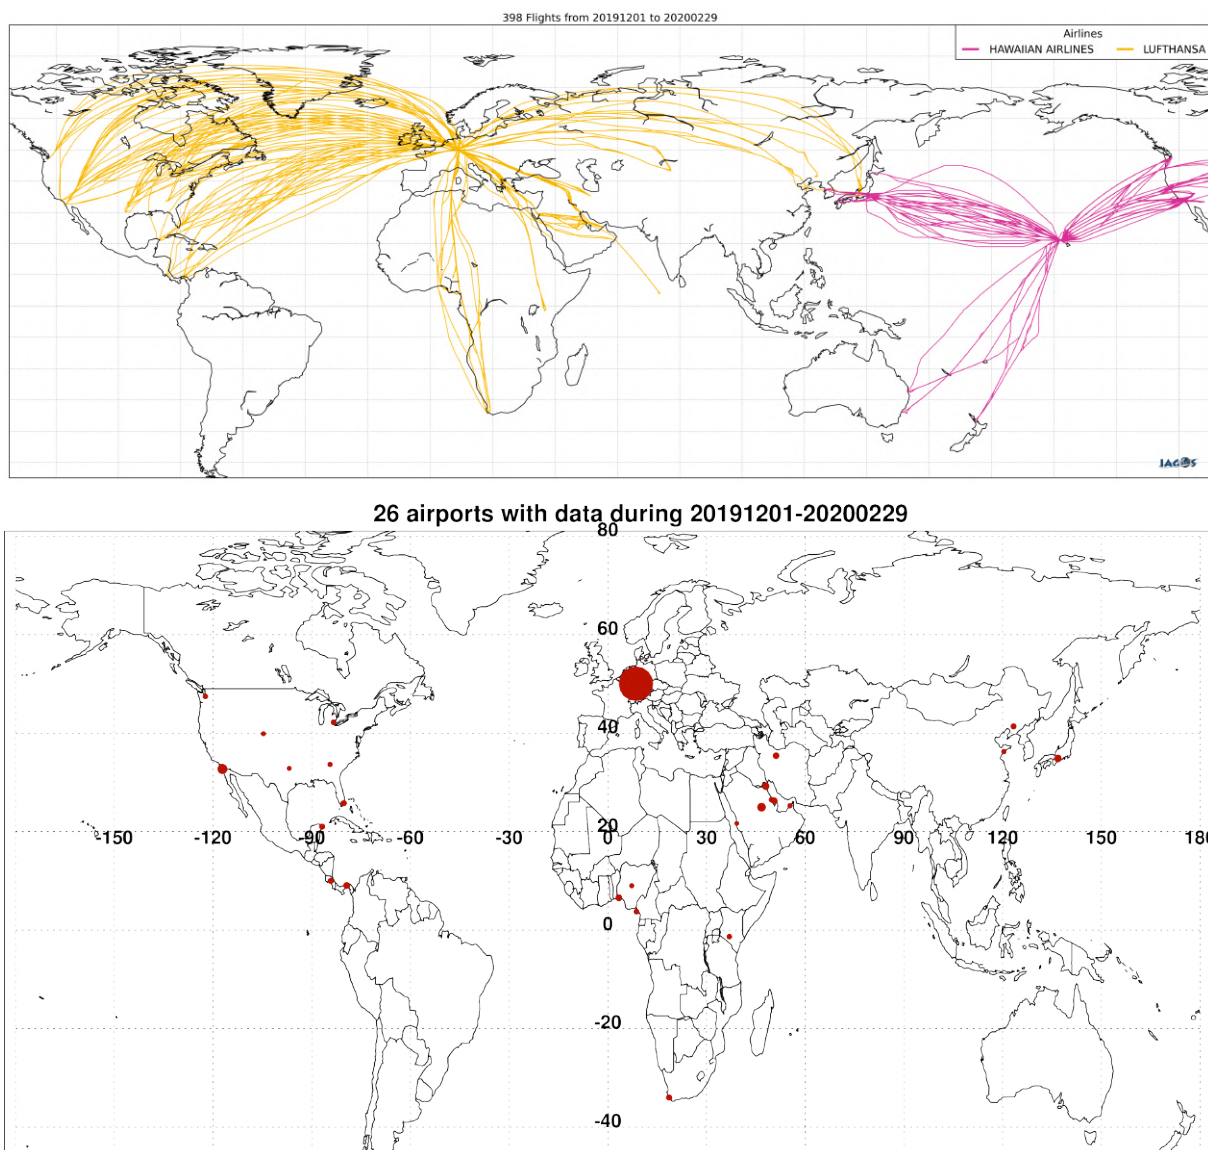 398 Flights from 20191201 to 20200229
Airlines
HAWAIIAN AIRLINES LUFTHANSA
IAGOS
26 airports with data during 20191201-20200229
80
60
40
20
-150 -120 -90 -60 -30 0 30 60 90 120 150 180
0
-20
-40